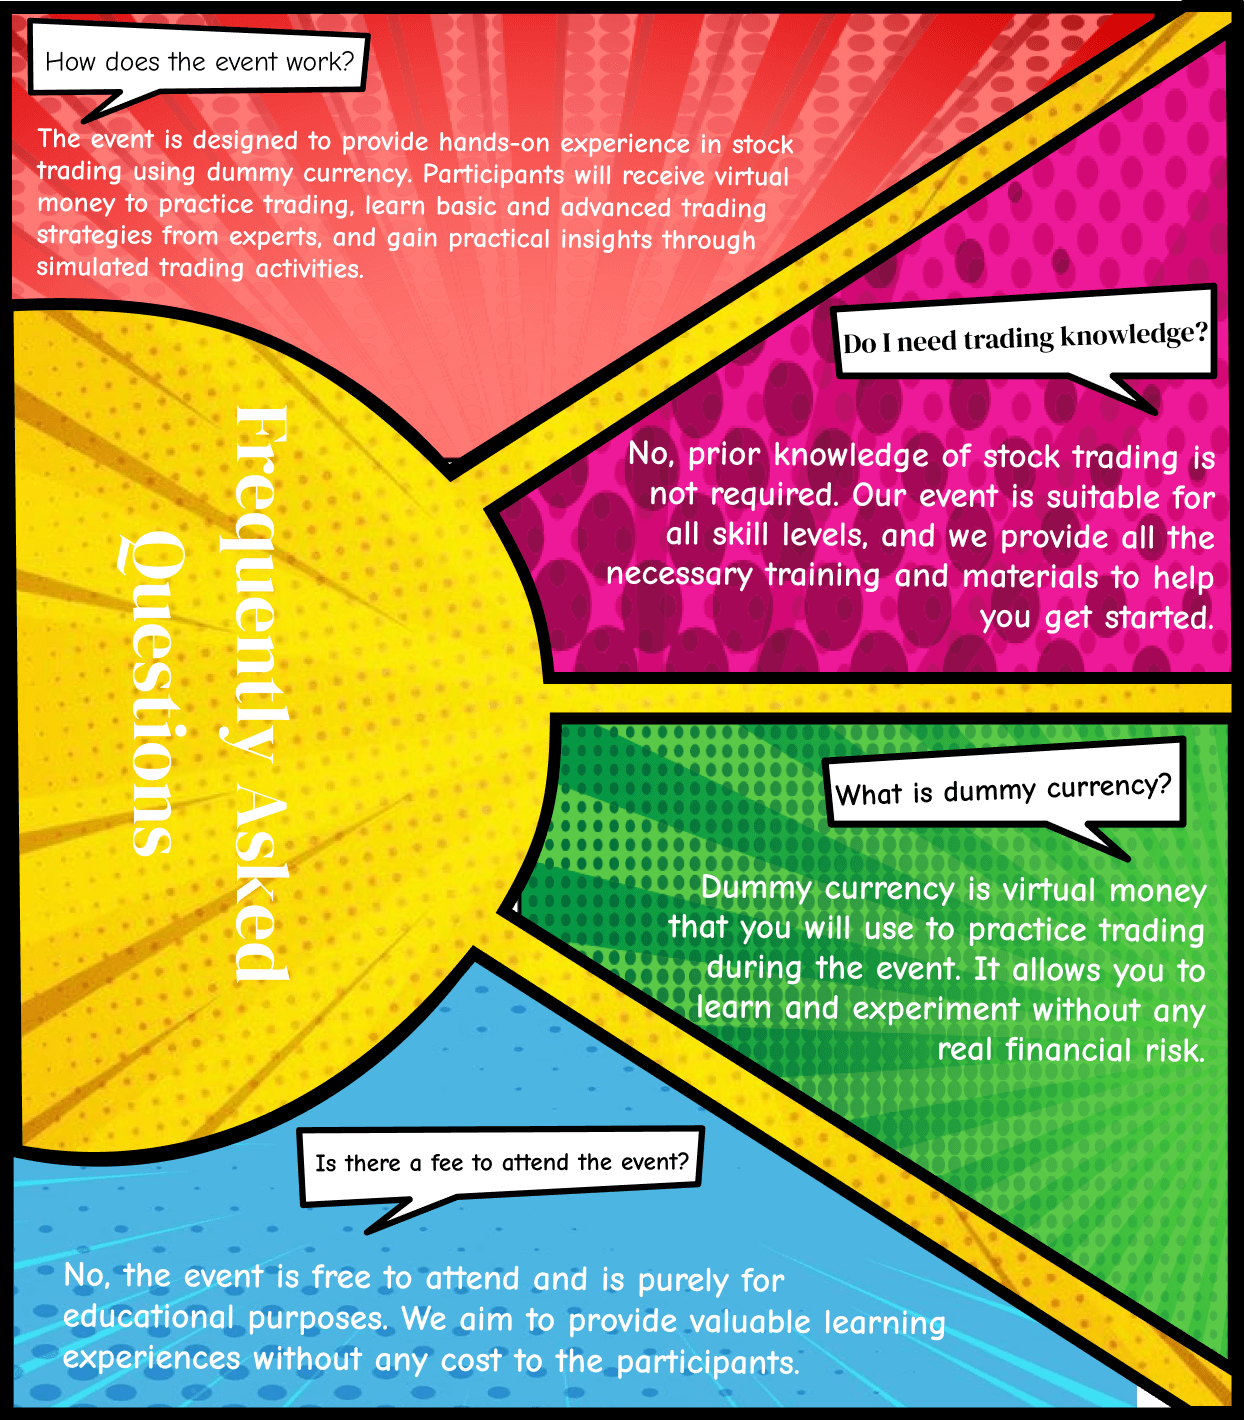 How does the event work?
The event is designed to provide hands-on experience in stock
trading using dummy currency. Participants will receive virtual
money to practice trading, learn basic and advanced trading
strategies from experts, and gain practical insights through
simulated trading activities.
Do I need trading knowledge?
No, prior knowledge of stock trading is
not required. Our event is suitable for
all skill levels, and we provide all the
necessary training and materials to help
you get started.
Frequently Asked
Questions
What is dummy currency?
Dummy currency is virtual money
that you will use to practice trading
during the event. It allows you to
learn and experiment without any
real financial risk.
Is there a fee to attend the event?
No, the event is free to attend and is purely for
educational purposes. We aim to provide valuable learning
experiences without any cost to the participants.